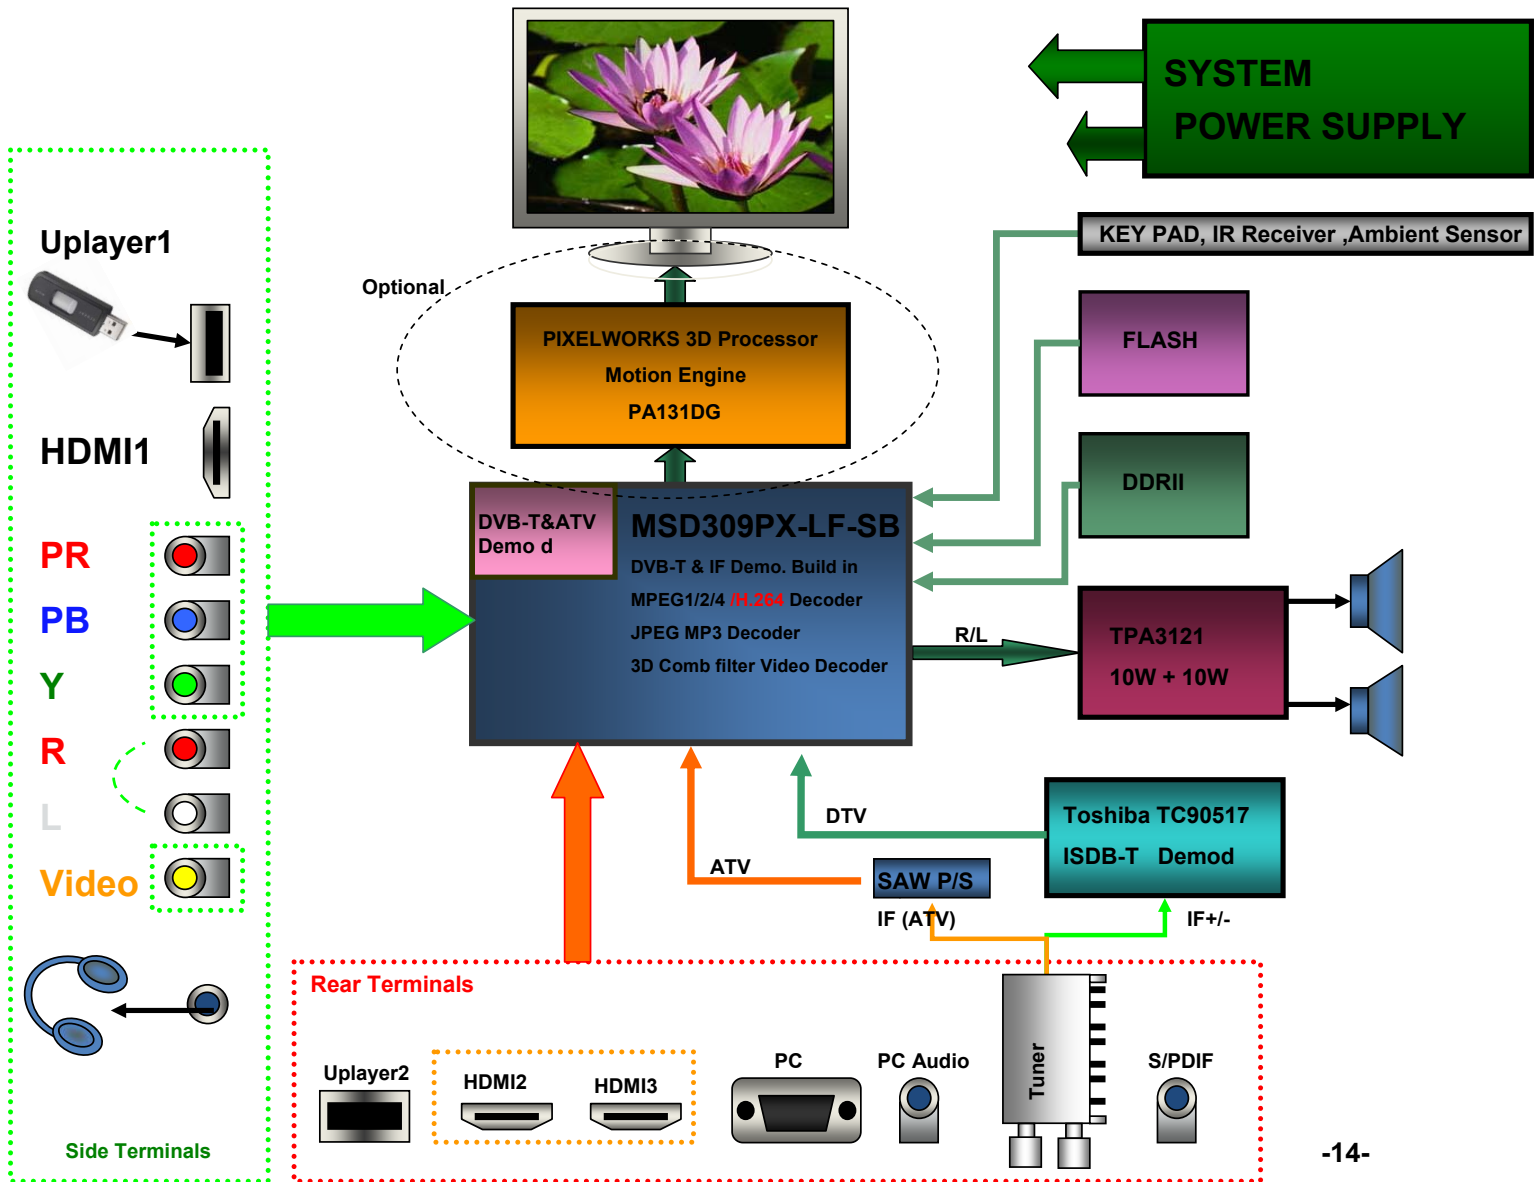 SYSTEM
POWER SUPPLY
KEY PAD, IR Receiver ,Ambient Sensor
Uplayer1
Optional
PIXELWORKS 3D Processor
Motion Engine
PA131DG
FLASH
HDMI1
DDRII
DVB-T&ATV
Demo d
MSD309PX-LF-SB
DVB-T & IF Demo. Build in
MPEG1/2/4 /H.264 Decoder
JPEG MP3 Decoder
3D Comb filter Video Decoder
PR
PB
Y
R
L
Video
R/L
TPA3121
10W + 10W
DTV
ATV
Toshiba TC90517
ISDB-T Demod
SAW P/S
IF (ATV)
IF+/-
Rear Terminals
Uplayer2
HDMI2
HDMI3
PC
PC Audio
Tuner
S/PDIF
Side Terminals
-14-